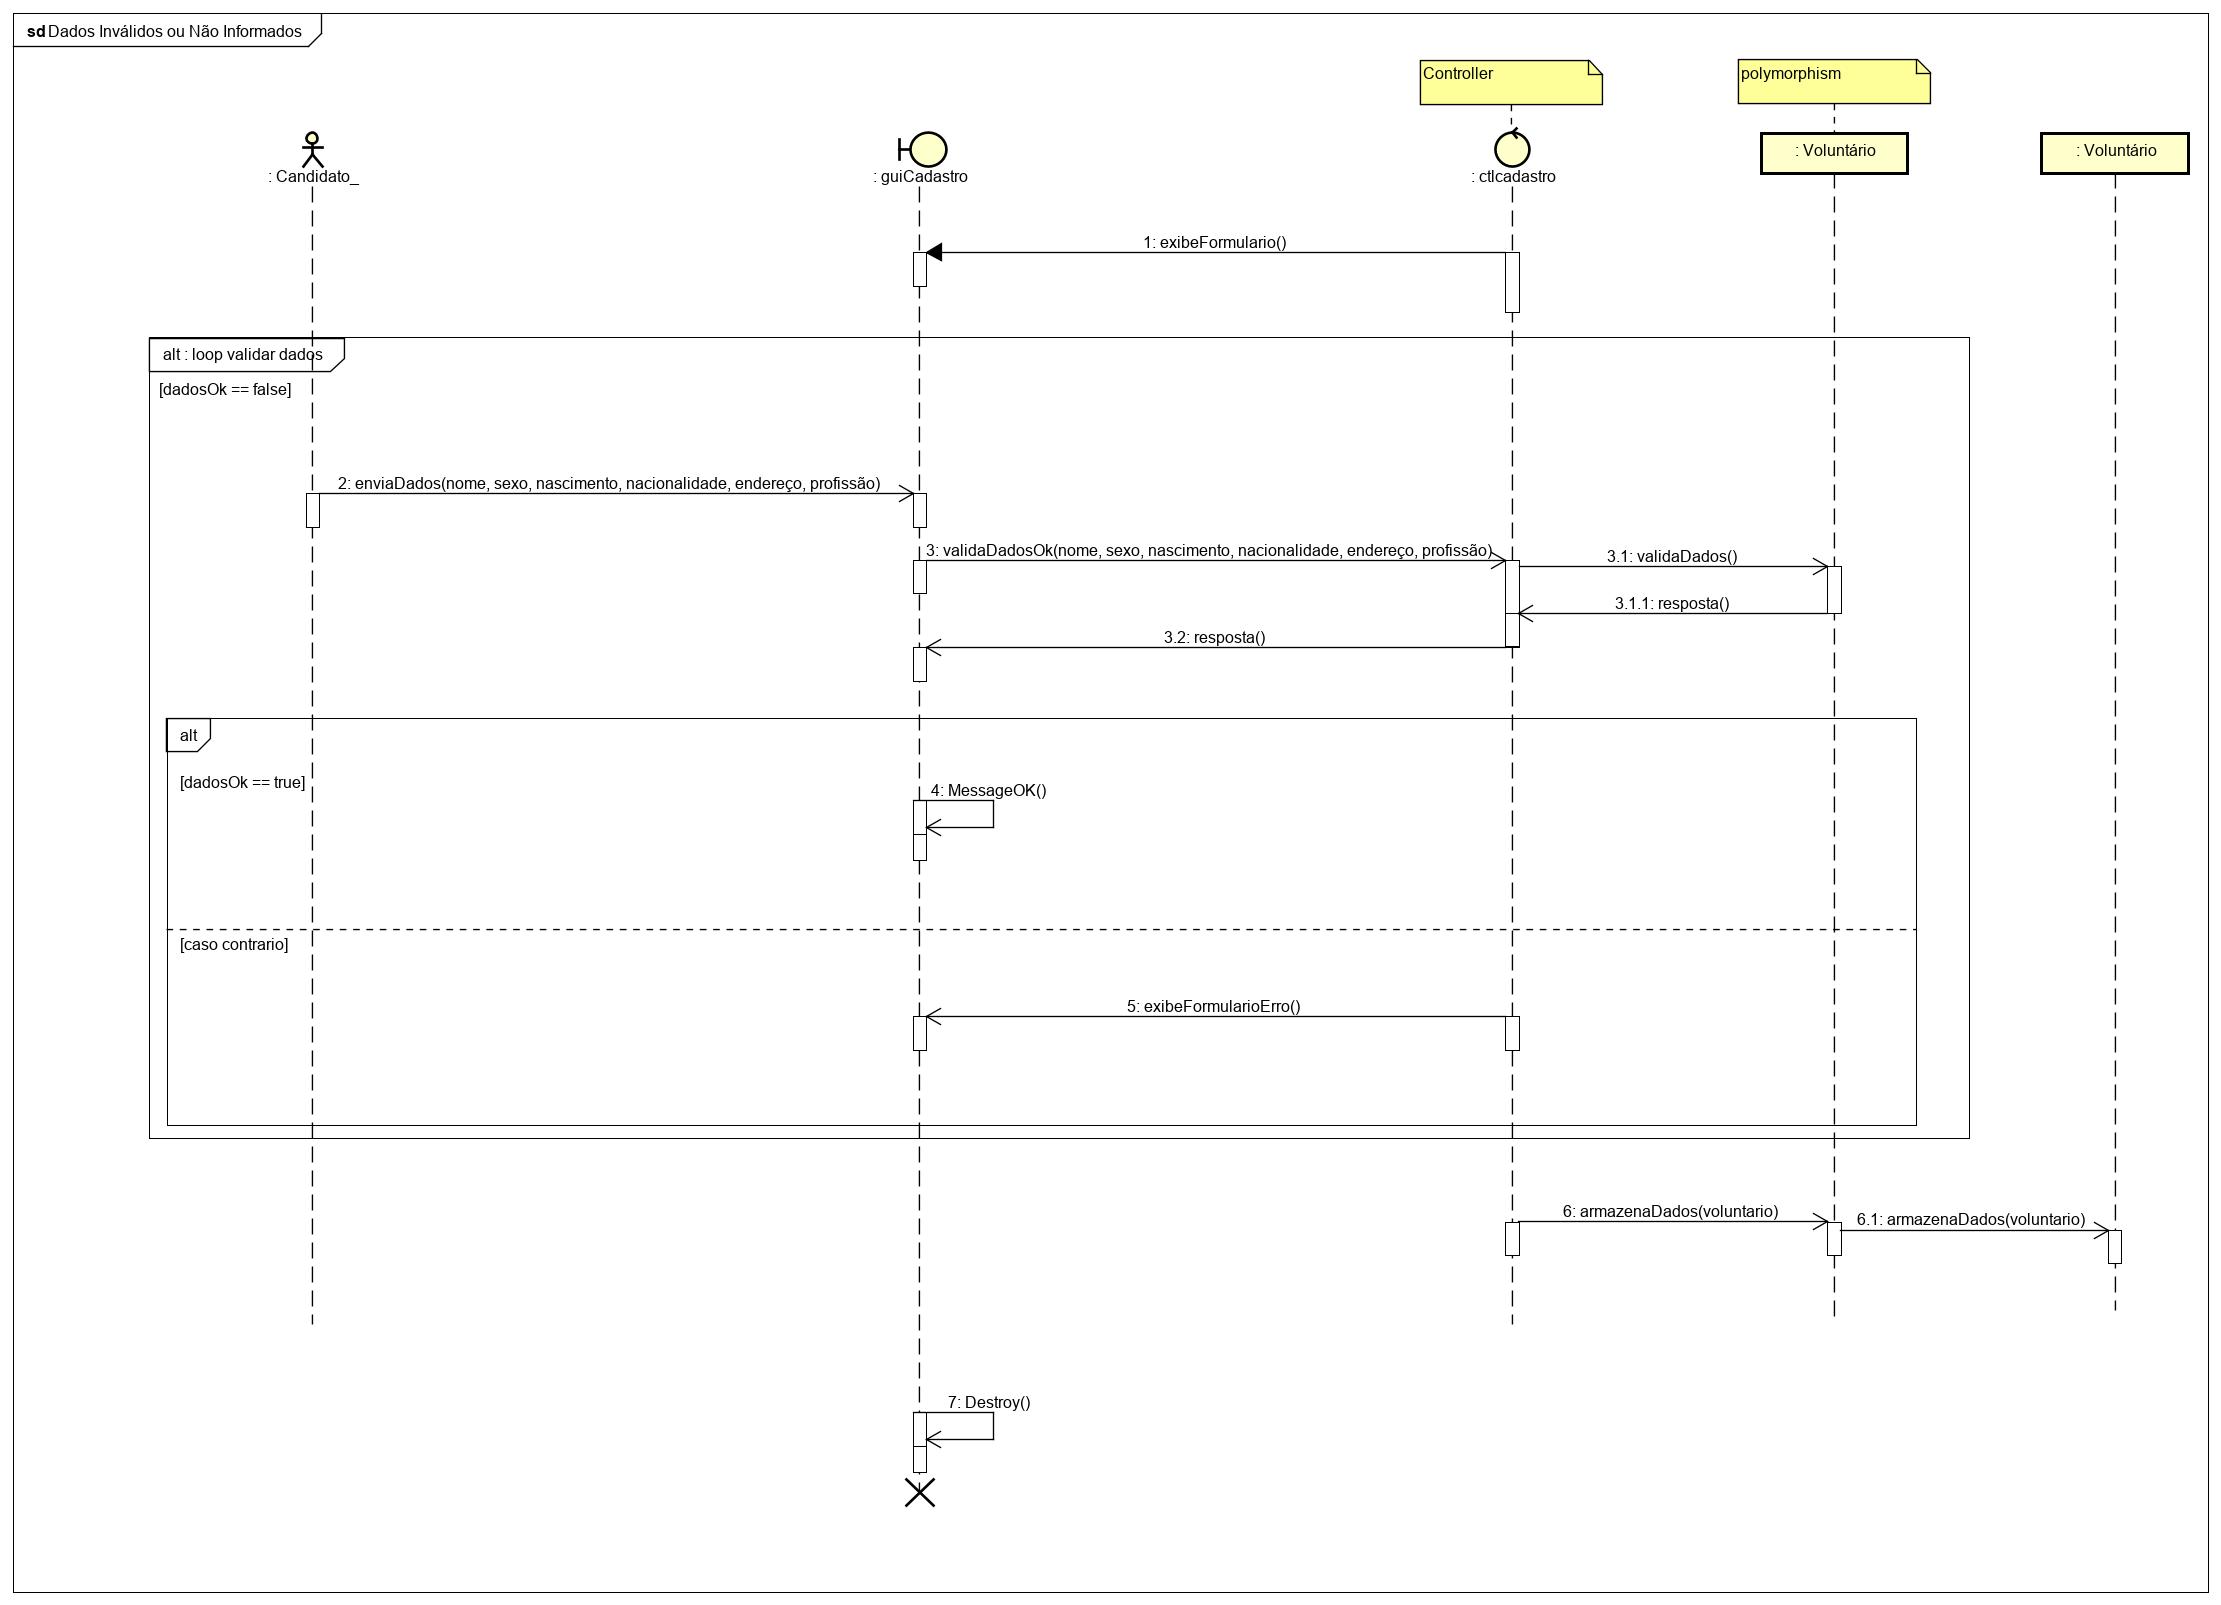 sd Dados Inválidos ou Não Informados
Controller
polymorphism
: Candidato_
: guiCadastro
: ctlcadastro
: Voluntário
: Voluntário
1: exibeFormulario()
alt : loop validar dados
[dadosOk == false]
2: enviaDados(nome, sexo, nascimento, nacionalidade, endereço, profissão)
3: validaDadosOk(nome, sexo, nascimento, nacionalidade, endereço, profissão)
3.1: validaDados()
3.1.1: resposta()
3.2: resposta()
alt
[dadosOk == true]
4: MessageOK()
[caso contrario]
5: exibeFormularioErro()
6: armazenaDados(voluntario)
6.1: armazenaDados(voluntario)
7: Destroy()